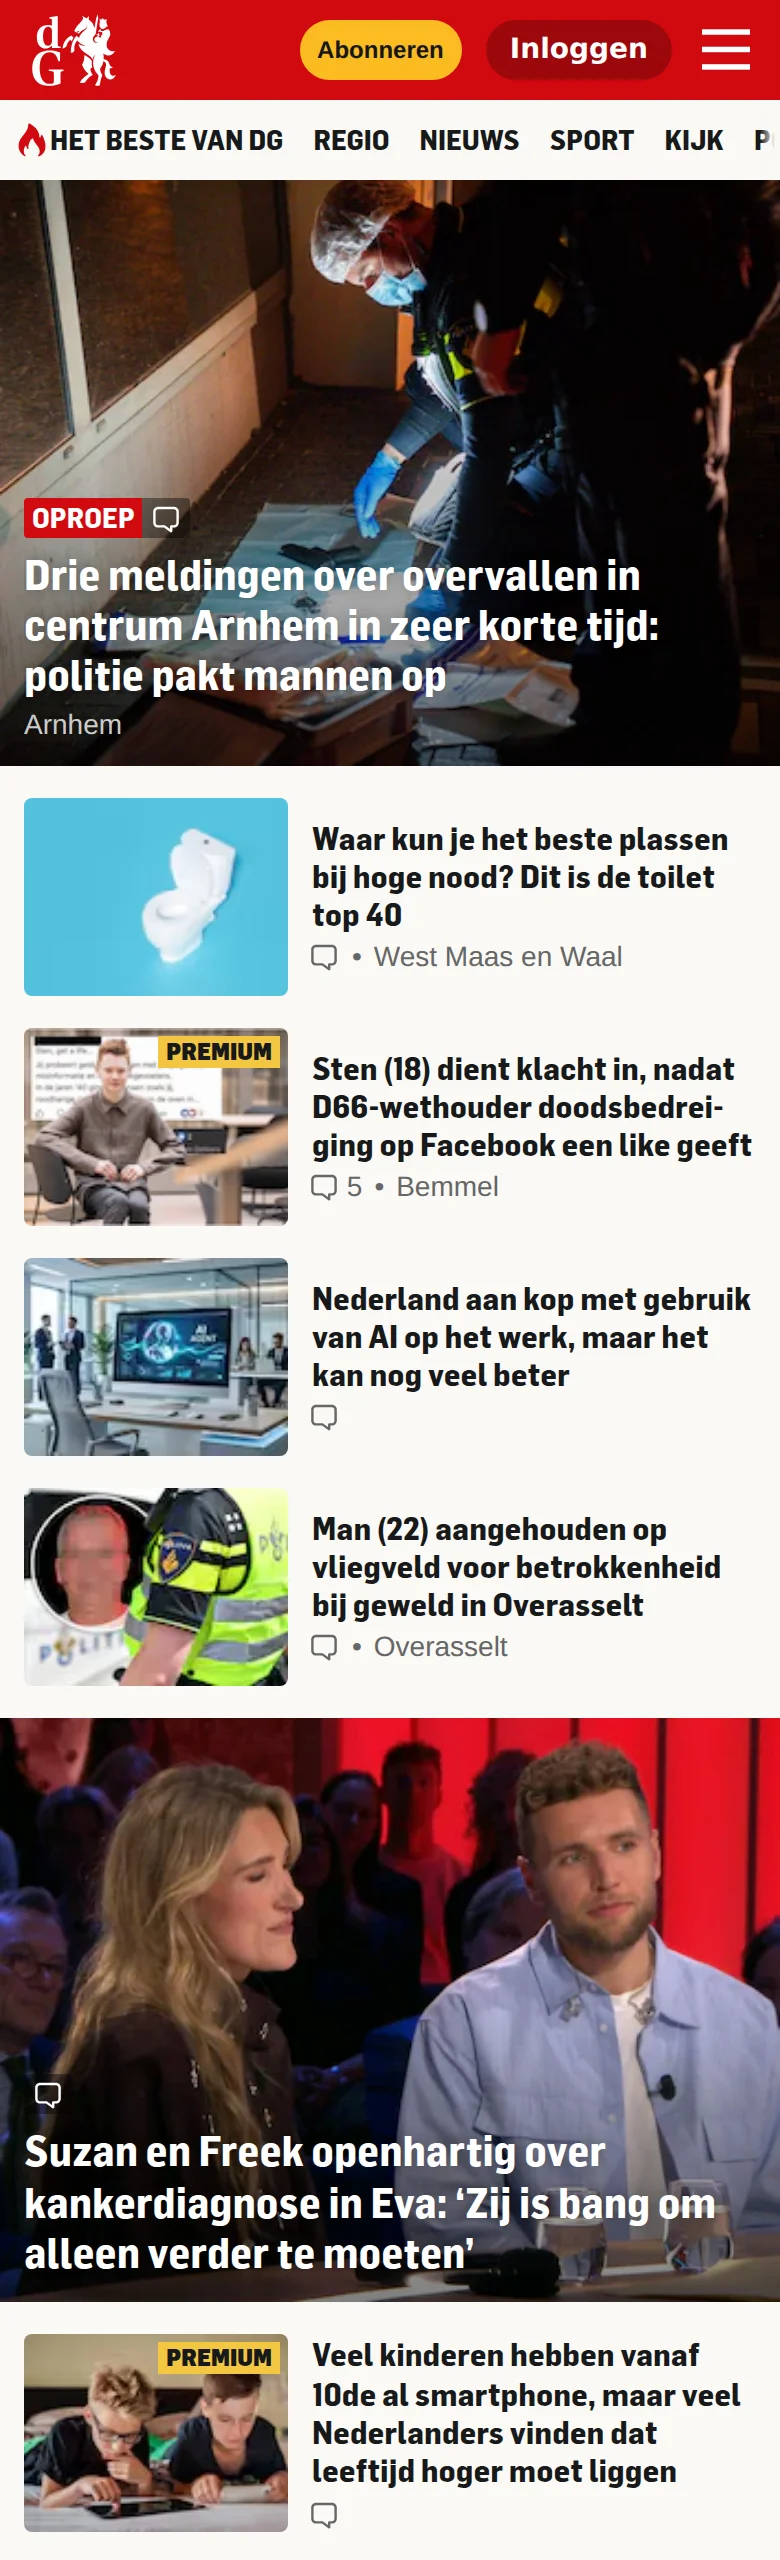 dG
Abonneren
Inloggen
HET BESTE VAN DG
REGIO
NIEUWS
SPORT
KIJK
OPROEP
Drie meldingen over overvallen in
centrum Arnhem in zeer korte tijd:
politie pakt mannen op
Arnhem
Waar kun je het beste plassen
bij hoge nood? Dit is de toilet
top 40
• West Maas en Waal
PREMIUM
Sten (18) dient klacht in, nadat
D66-wethouder doodsbedrei-
ging op Facebook een like geeft
5 • Bemmel
AI
AGENT
Nederland aan kop met gebruik
van AI op het werk, maar het
kan nog veel beter
Man (22) aangehouden op
vliegveld voor betrokkenheid
bij geweld in Overasselt
• Overasselt
Suzan en Freek openhartig over
kankerdiagnose in Eva: ‘Zij is bang om
alleen verder te moeten’
PREMIUM
Veel kinderen hebben vanaf
10de al smartphone, maar veel
Nederlanders vinden dat
leeftijd hoger moet liggen